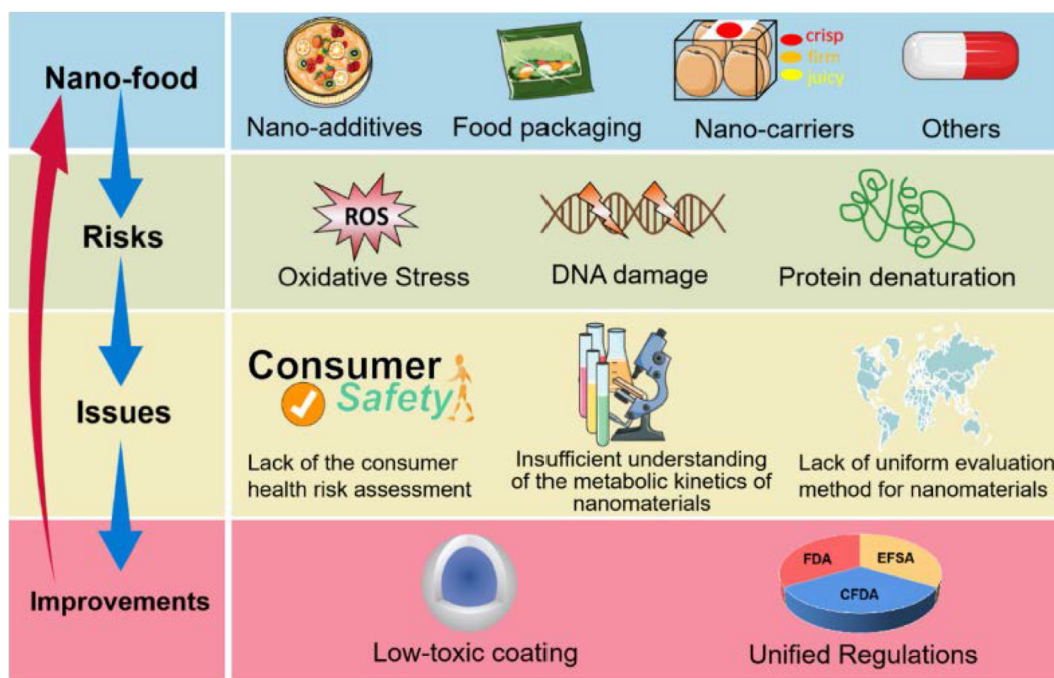 Nano-food
crisp
firm
juicy
Nano-additives
Food packaging
Nano-carriers
Others
Risks
ROS
Oxidative Stress
DNA damage
Protein denaturation
Issues
Consumer
Safety
Lack of the consumer
health risk assessment
Insufficient understanding
of the metabolic kinetics of
nanomaterials
Lack of uniform evaluation
method for nanomaterials
Improvements
FDA
EFSA
CFDA
Low-toxic coating
Unified Regulations